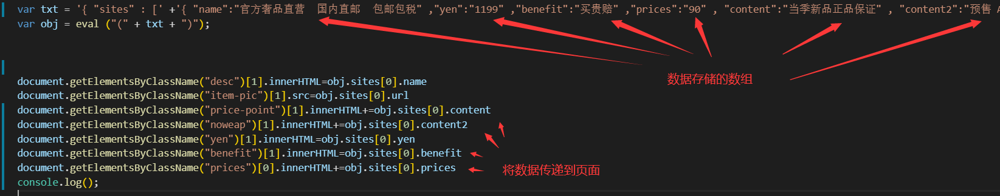 var txt = '{ "sites" : [' +'{ "name":"官方奢品直营  国内直邮  包邮包税" ,"yen":"1199" ,"benefit":"买贵赔" ,"prices":"90" , "content":"当季新品正品保证" , "content2":"预售 A
var obj = eval ("(" + txt + ")");
数据存储的数组
document.getElementsByClassName("desc")[1].innerHTML=obj.sites[0].name
document.getElementsByClassName("item-pic")[1].src=obj.sites[0].url
document.getElementsByClassName("price-point")[1].innerHTML+=obj.sites[0].content
document.getElementsByClassName("noweap")[1].innerHTML+=obj.sites[0].content2
document.getElementsByClassName("yen")[1].innerHTML=obj.sites[0].yen
document.getElementsByClassName("benefit")[1].innerHTML=obj.sites[0].benefit
document.getElementsByClassName("prices")[0].innerHTML+=obj.sites[0].prices
将数据传递到页面
console.log();